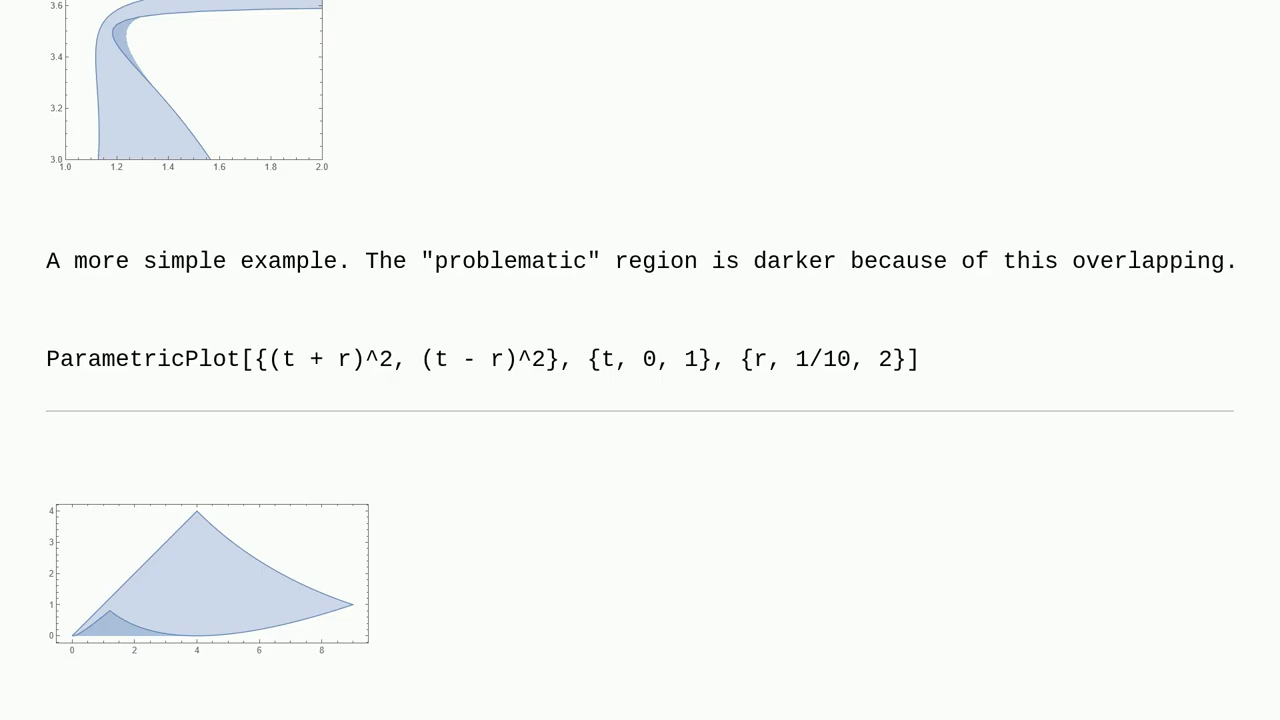 3.6
3.4
3.2
3.0
1.0 1.2 1.4 1.6 1.8 2.0
A more simple example. The "problematic" region is darker because of this overlapping.
ParametricPlot[{(t + r)^2, (t - r)^2}, {t, 0, 1}, {r, 1/10, 2}]
4
3
2
1
0
0 2 4 6 8